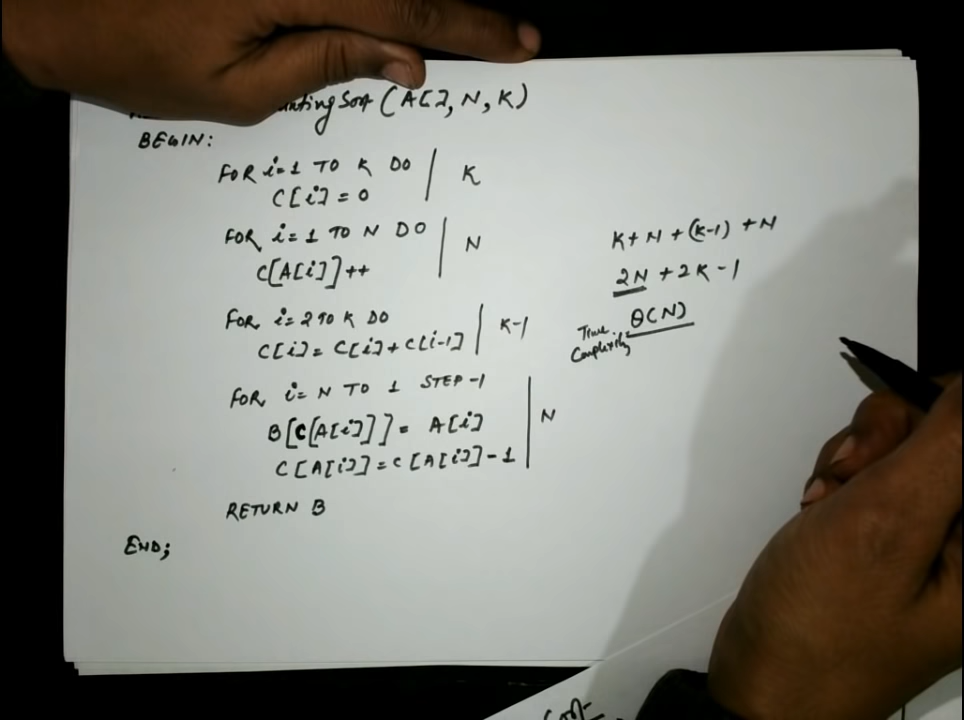 Sort (A[], N, K)
BEGIN:
FOR i=1 TO K DO
C[i] = 0
K
FOR i=1 TO N DO
C[A[i]]++
N
FOR i=2 TO K DO
C[i]= C[i]+C[i-1]
K-1
FOR i= N TO 1 STEP-1
B[C[A[i]]]= A[i]
C[A[i]]=C[A[i]]-1
N
RETURN B
END;
K+N+(K-1)+N
2N+2K-1
θ(N)
Time
Complexity